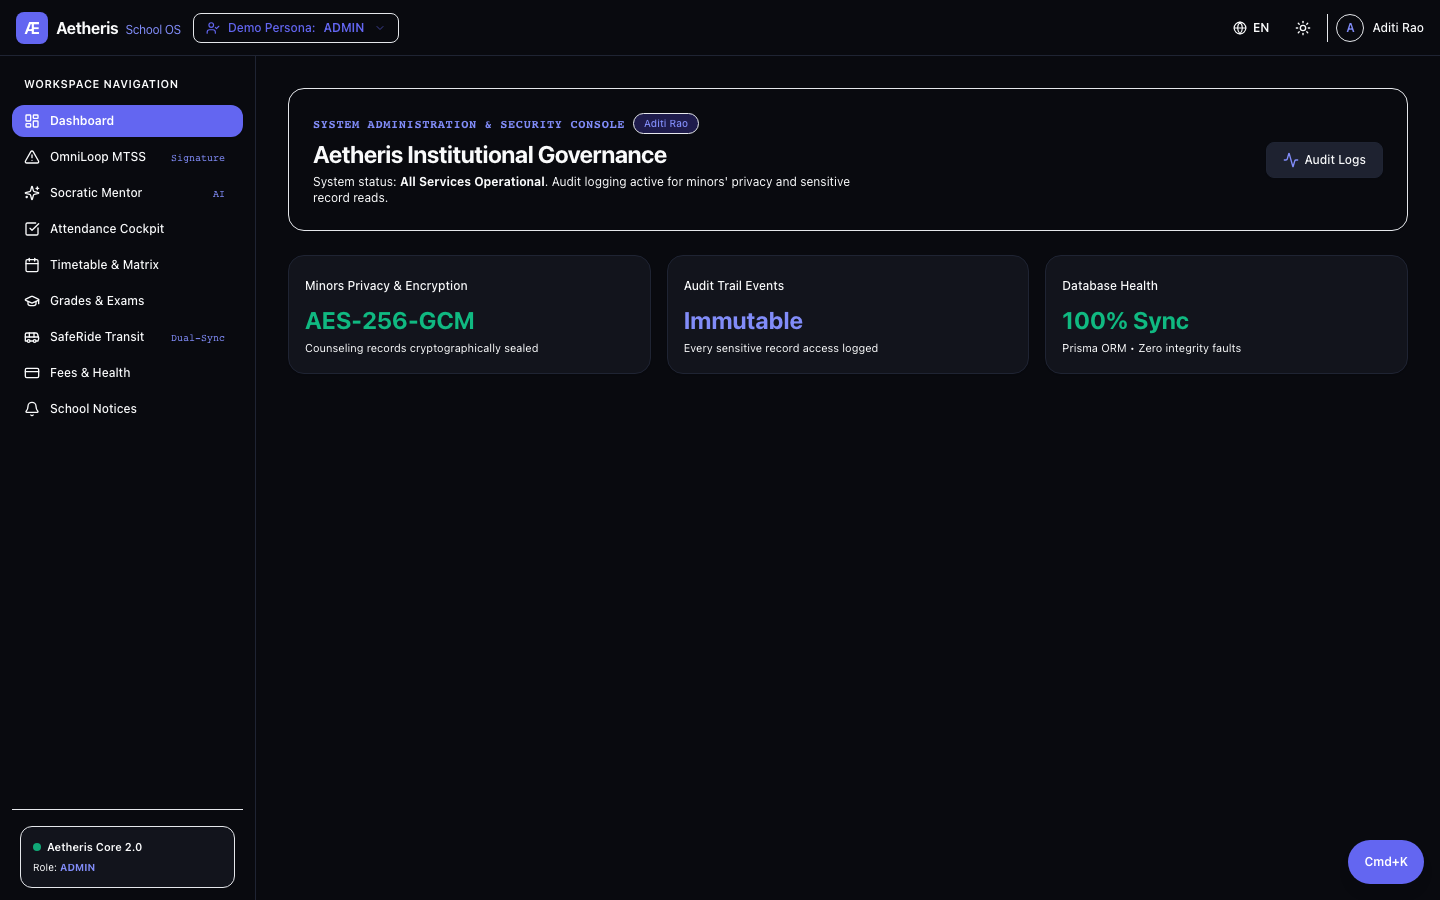 Æ Aetheris School OS Demo Persona: ADMIN EN A Aditi Rao
WORKSPACE NAVIGATION
Dashboard
OmniLoop MTSS Signature
Socratic Mentor AI
Attendance Cockpit
Timetable & Matrix
Grades & Exams
SafeRide Transit Dual-Sync
Fees & Health
School Notices
Aetheris Core 2.0
Role: ADMIN
SYSTEM ADMINISTRATION & SECURITY CONSOLE Aditi Rao
Aetheris Institutional Governance
System status: All Services Operational. Audit logging active for minors' privacy and sensitive
record reads.
Audit Logs
Minors Privacy & Encryption
AES-256-GCM
Counseling records cryptographically sealed
Audit Trail Events
Immutable
Every sensitive record access logged
Database Health
100% Sync
Prisma ORM • Zero integrity faults
Cmd+K